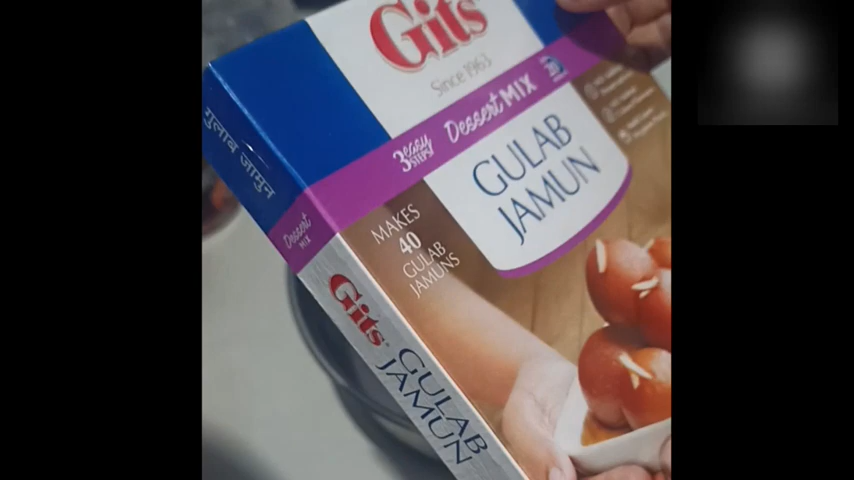 Gits
Since 1963
3 easy STEPS!
Dessert MIX
GULAB
JAMUN
MAKES
40
GULAB
JAMUNS
गुलाब जामुन
Dessert
MIX
Gits
GULAB
JAMUN